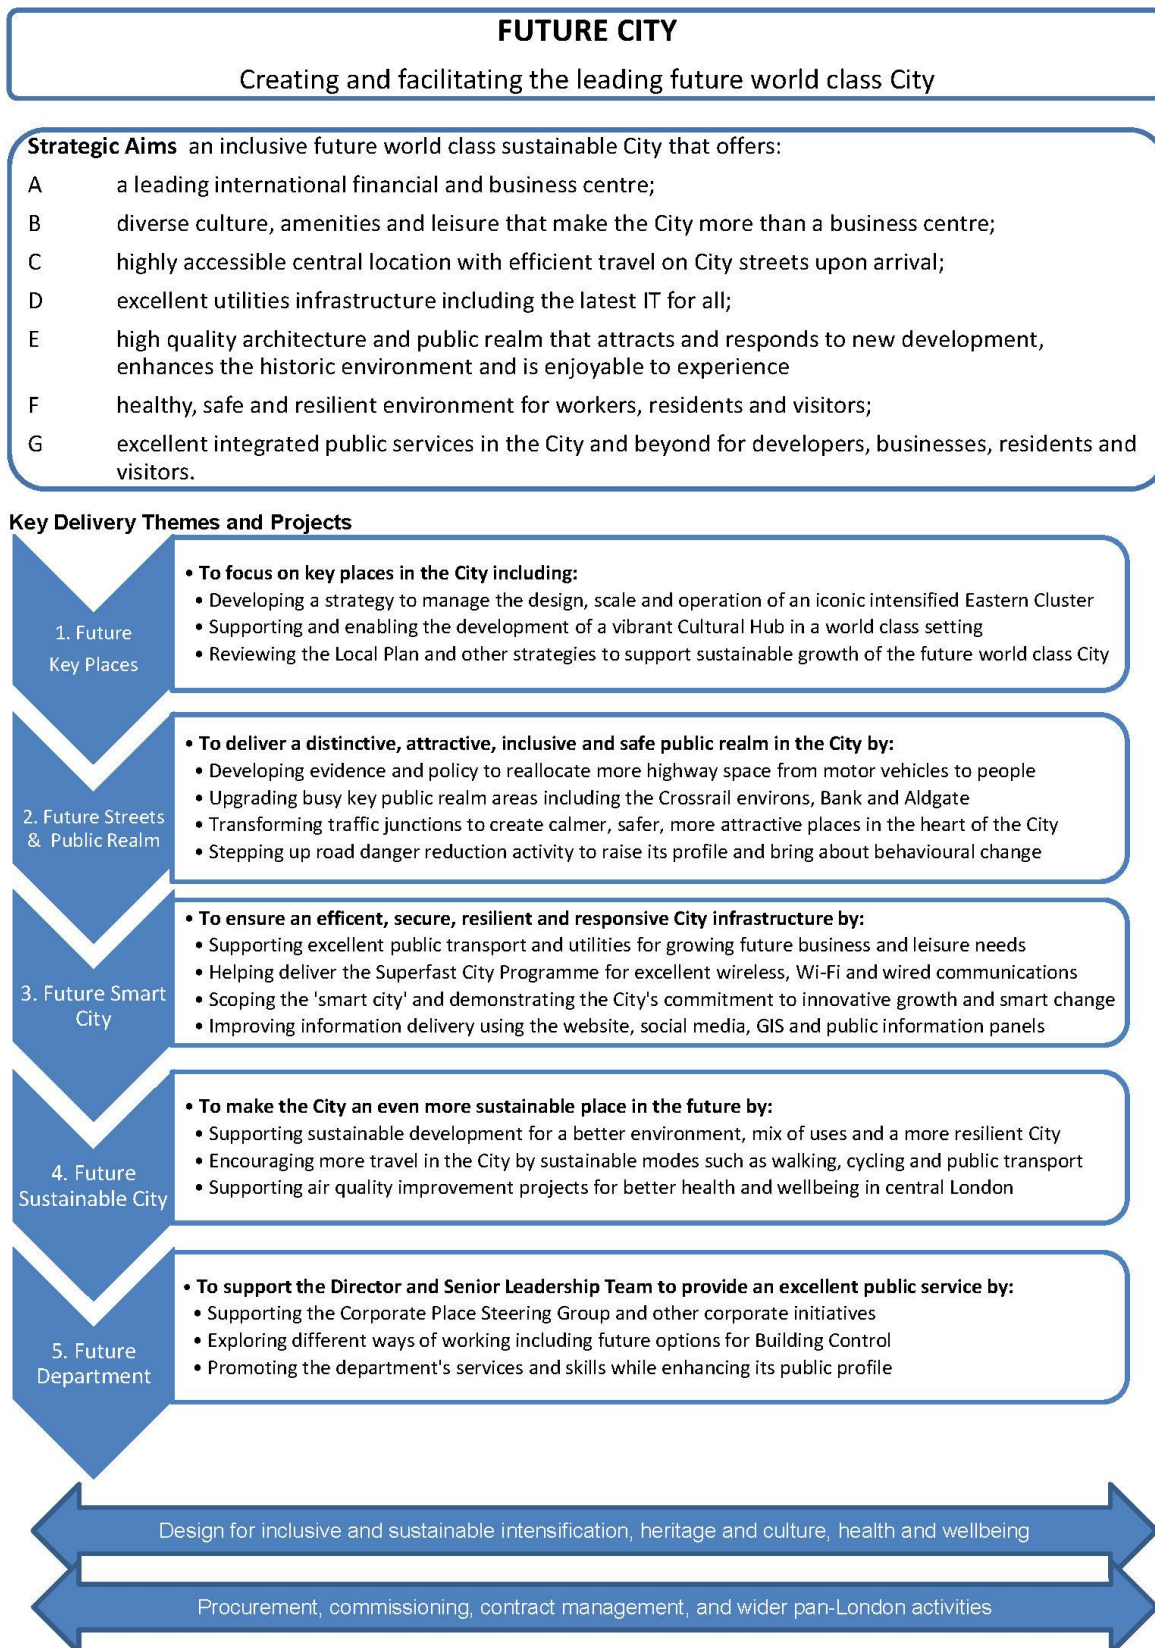 FUTURE CITY
Creating and facilitating the leading future world class City
Strategic Aims an inclusive future world class sustainable City that offers:
A a leading international financial and business centre;
B diverse culture, amenities and leisure that make the City more than a business centre;
C highly accessible central location with efficient travel on City streets upon arrival;
D excellent utilities infrastructure including the latest IT for all;
E high quality architecture and public realm that attracts and responds to new development,
enhances the historic environment and is enjoyable to experience
F healthy, safe and resilient environment for workers, residents and visitors;
G excellent integrated public services in the City and beyond for developers, businesses, residents and
visitors.
Key Delivery Themes and Projects
1. Future
Key Places
• To focus on key places in the City including:
• Developing a strategy to manage the design, scale and operation of an iconic intensified Eastern Cluster
• Supporting and enabling the development of a vibrant Cultural Hub in a world class setting
• Reviewing the Local Plan and other strategies to support sustainable growth of the future world class City
2. Future Streets
& Public Realm
• To deliver a distinctive, attractive, inclusive and safe public realm in the City by:
• Developing evidence and policy to reallocate more highway space from motor vehicles to people
• Upgrading busy key public realm areas including the Crossrail environs, Bank and Aldgate
• Transforming traffic junctions to create calmer, safer, more attractive places in the heart of the City
• Stepping up road danger reduction activity to raise its profile and bring about behavioural change
3. Future Smart
City
• To ensure an efficent, secure, resilient and responsive City infrastructure by:
• Supporting excellent public transport and utilities for growing future business and leisure needs
• Helping deliver the Superfast City Programme for excellent wireless, Wi-Fi and wired communications
• Scoping the 'smart city' and demonstrating the City's commitment to innovative growth and smart change
• Improving information delivery using the website, social media, GIS and public information panels
4. Future
Sustainable City
• To make the City an even more sustainable place in the future by:
• Supporting sustainable development for a better environment, mix of uses and a more resilient City
• Encouraging more travel in the City by sustainable modes such as walking, cycling and public transport
• Supporting air quality improvement projects for better health and wellbeing in central London
5. Future
Department
• To support the Director and Senior Leadership Team to provide an excellent public service by:
• Supporting the Corporate Place Steering Group and other corporate initiatives
• Exploring different ways of working including future options for Building Control
• Promoting the department's services and skills while enhancing its public profile
Design for inclusive and sustainable intensification, heritage and culture, health and wellbeing
Procurement, commissioning, contract management, and wider pan-London activities